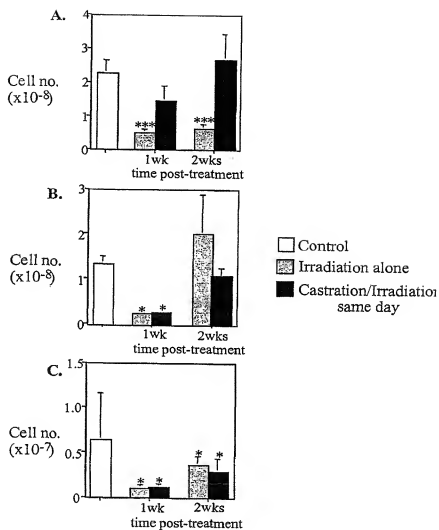 A.
4
3
2
1
0
Cell no.
(x10-8)
*** ***
1wk 2wks
time post-treatment
B.
3
2
1
0
Cell no.
(x10-8)
* *
1wk 2wks
time post-treatment
Control
Irradiation alone
Castration/Irradiation
same day
C.
1.5
1.0
0.5
0
Cell no.
(x10-7)
* * * *
1wk 2wks
time post-treatment